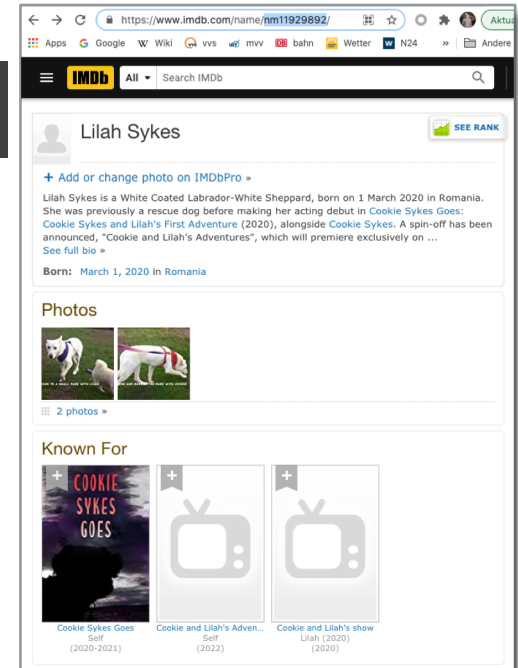 https://www.imdb.com/name/nm11929892/
Aktua
Apps
Google
Wiki
vvs
mvv
bahn
Wetter
N24
»
Andere
IMDb
All
Search IMDb
Lilah Sykes
SEE RANK
+ Add or change photo on IMDbPro »
Lilah Sykes is a White Coated Labrador-White Sheppard, born on 1 March 2020 in Romania.
She was previously a rescue dog before making her acting debut in Cookie Sykes Goes:
Cookie Sykes and Lilah's First Adventure (2020), alongside Cookie Sykes. A spin-off has been
announced, "Cookie and Lilah's Adventures", which will premiere exclusively on ...
See full bio »
Born: March 1, 2020 in Romania
Photos
2 photos »
Known For
COOKIE
SYKES
GOES
Cookie Sykes Goes
Self
(2020-2021)
Cookie and Lilah's Adven...
Self
(2022)
Cookie and Lilah's show
Lilah (2020)
(2020)